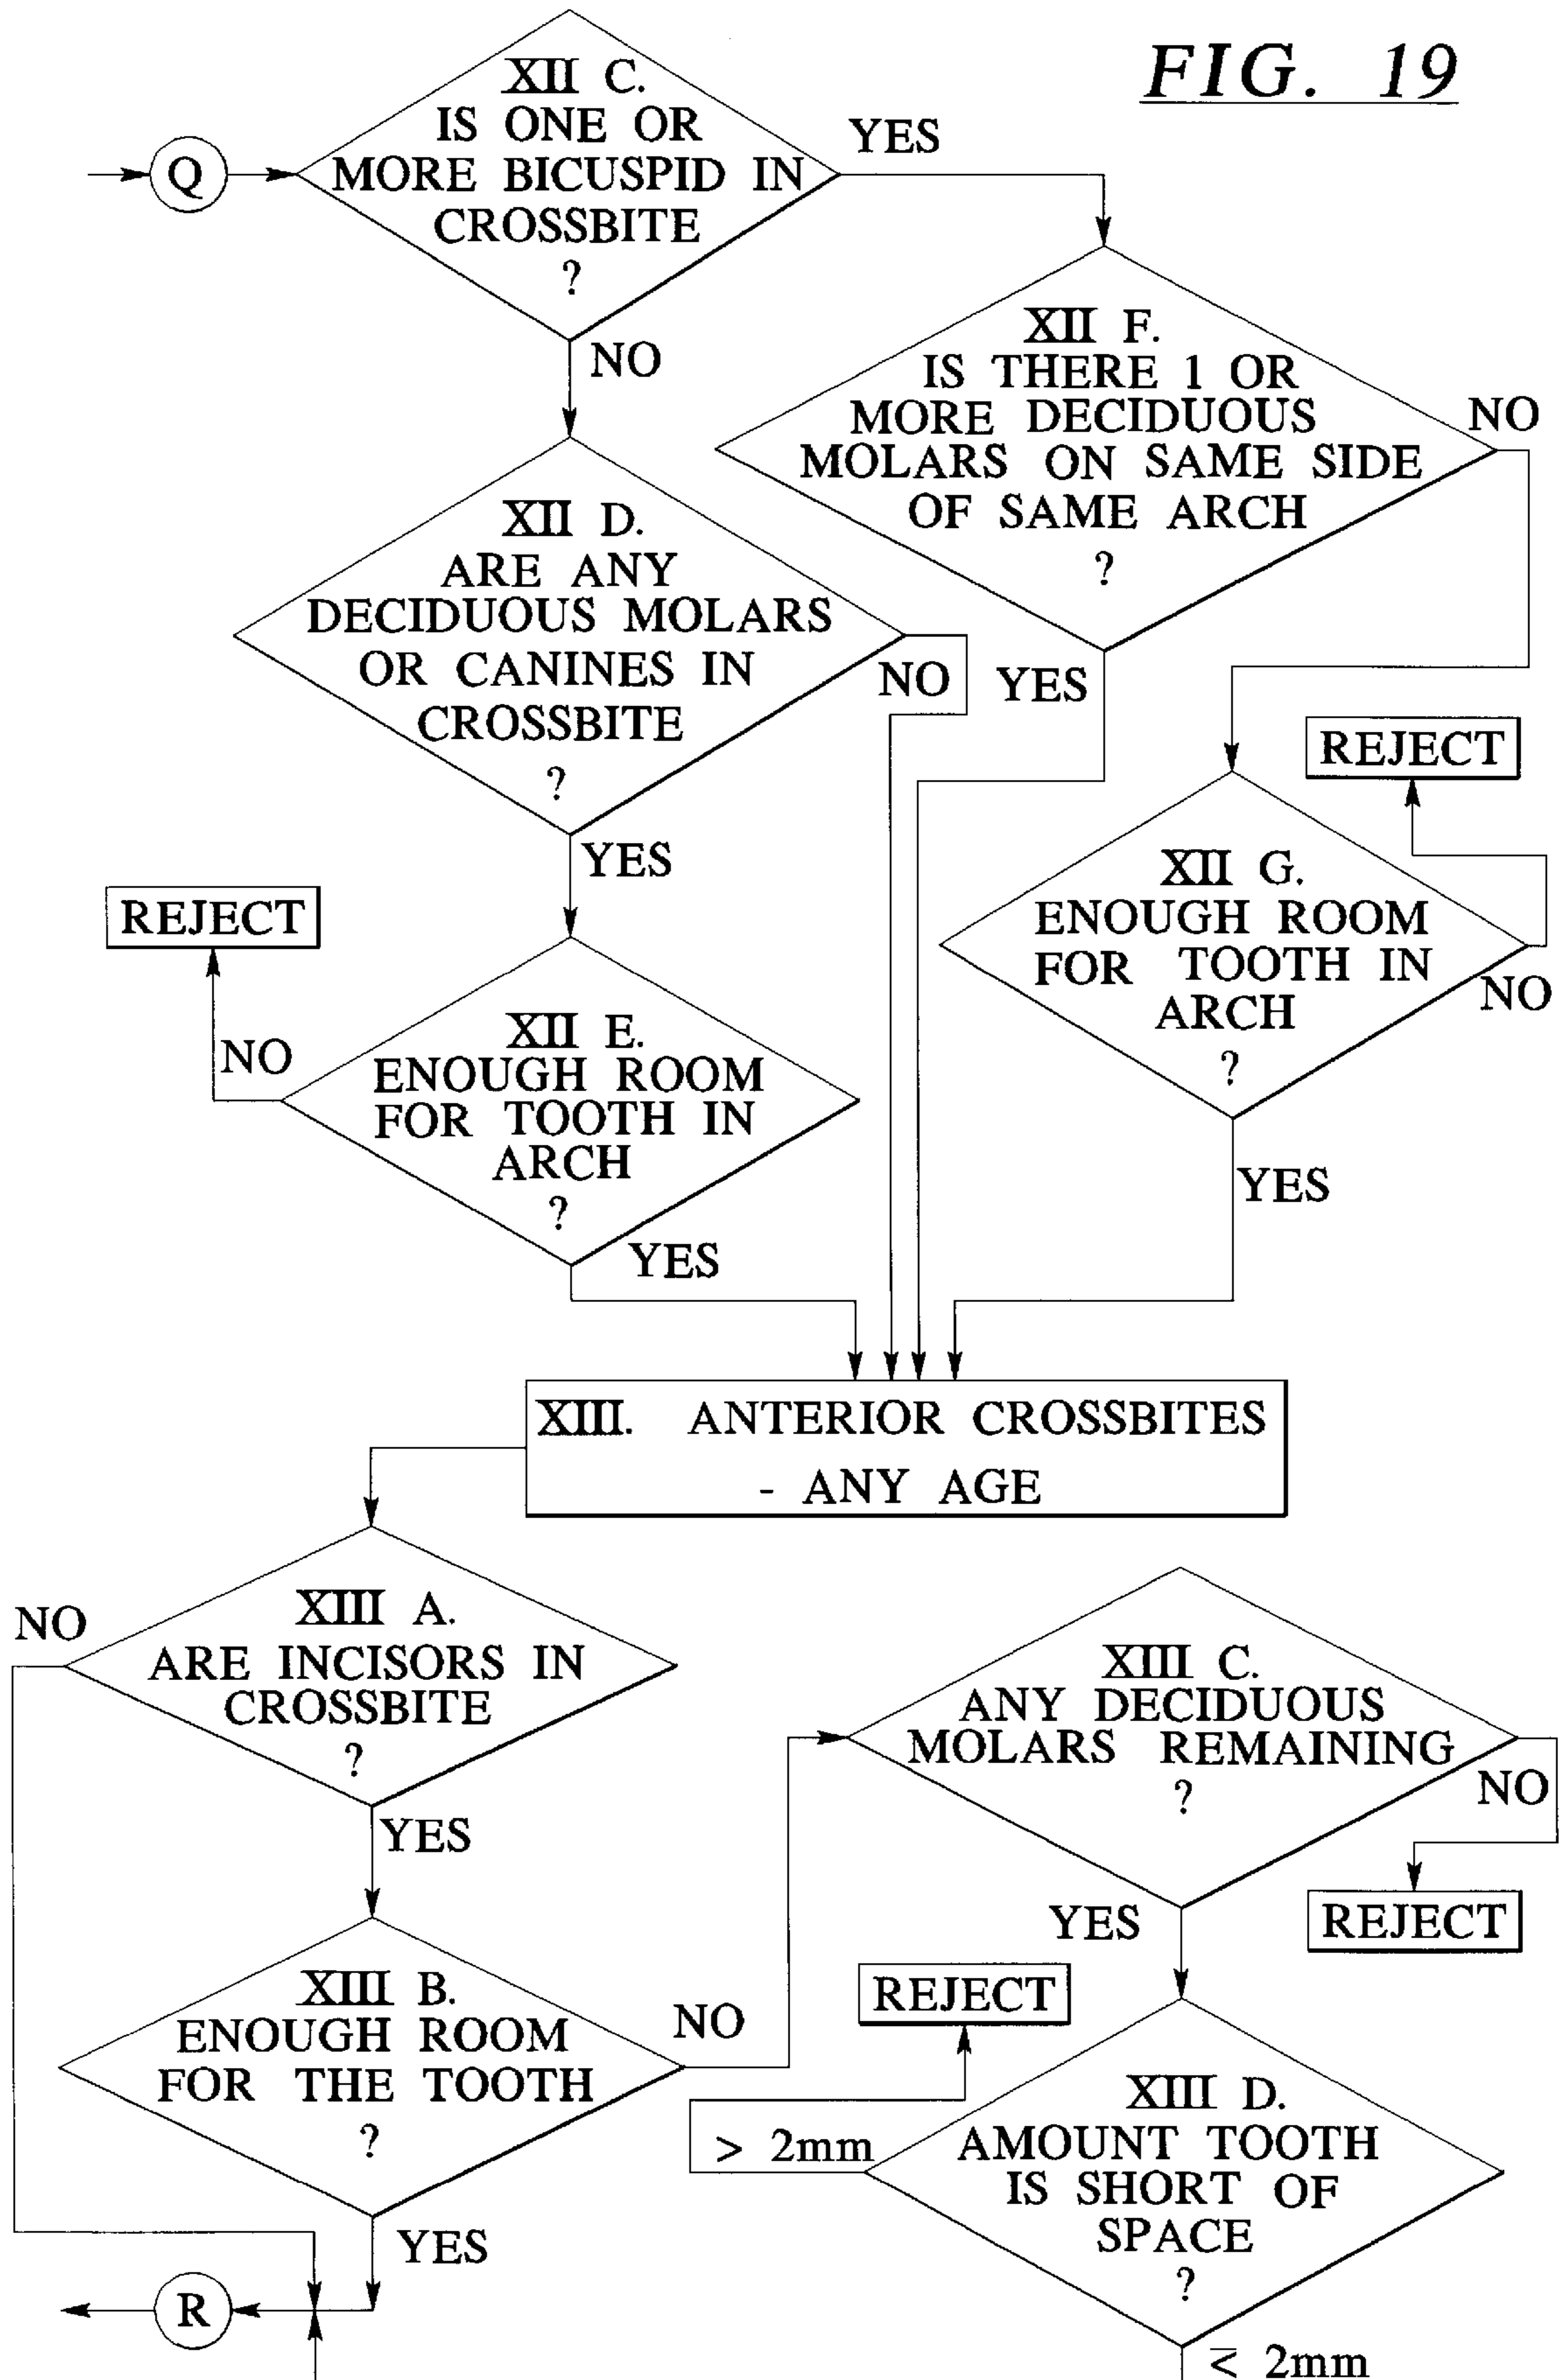 FIG. 19
XII C.
IS ONE OR
MORE BICUSPID IN
CROSSBITE
?
Q
YES
NO
XII F.
IS THERE 1 OR
MORE DECIDUOUS
MOLARS ON SAME SIDE
OF SAME ARCH
?
NO
YES
XII D.
ARE ANY
DECIDUOUS MOLARS
OR CANINES IN
CROSSBITE
?
NO
YES
REJECT
XII G.
ENOUGH ROOM
FOR TOOTH IN
ARCH
?
NO
YES
REJECT
NO
XII E.
ENOUGH ROOM
FOR TOOTH IN
ARCH
?
YES
XIII. ANTERIOR CROSSBITES
- ANY AGE
NO
XIII A.
ARE INCISORS IN
CROSSBITE
?
YES
XIII C.
ANY DECIDUOUS
MOLARS REMAINING
?
NO
REJECT
YES
XIII B.
ENOUGH ROOM
FOR THE TOOTH
?
NO
YES
REJECT
> 2mm
XIII D.
AMOUNT TOOTH
IS SHORT OF
SPACE
?
R
≤ 2mm